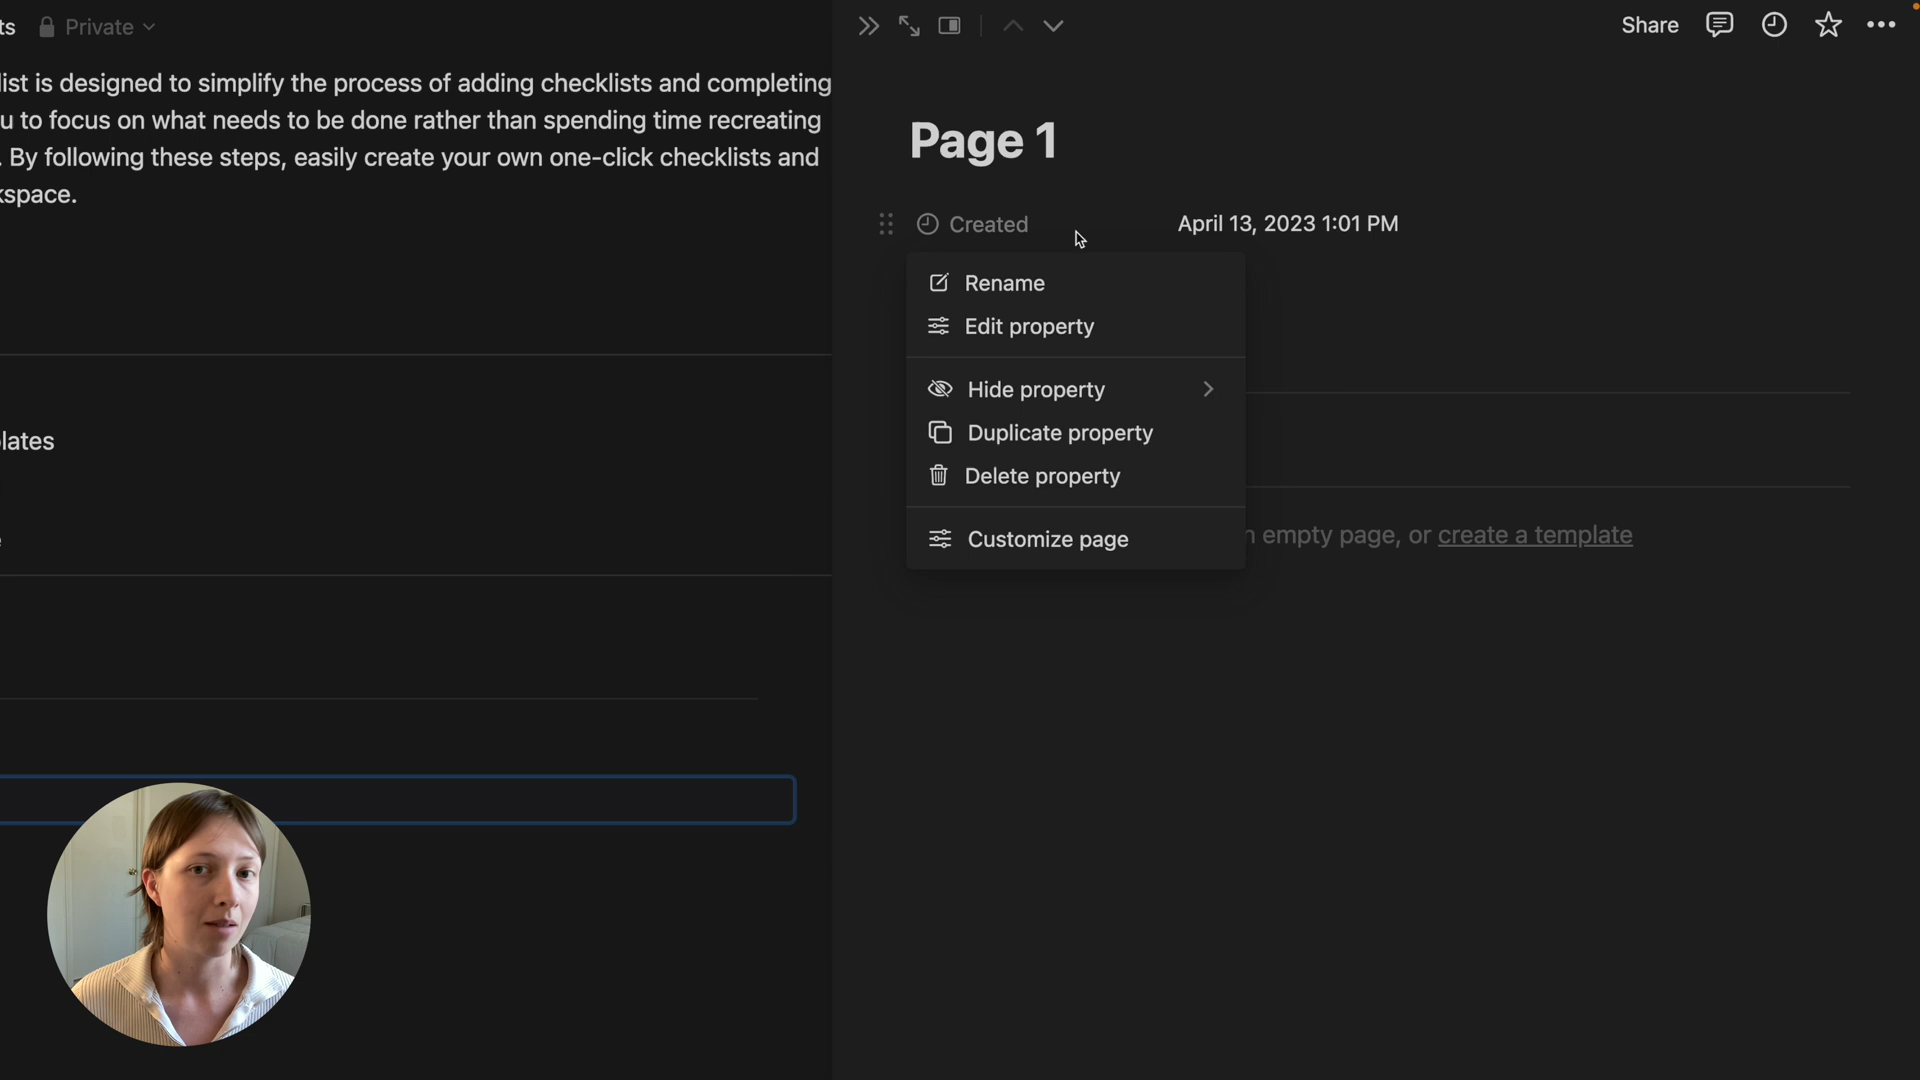 ts Private
Share
list is designed to simplify the process of adding checklists and completing
u to focus on what needs to be done rather than spending time recreating
. By following these steps, easily create your own one-click checklists and
kspace.
lates
Page 1
Created April 13, 2023 1:01 PM
Rename
Edit property
Hide property
Duplicate property
Delete property
Customize page
n empty page, or create a template